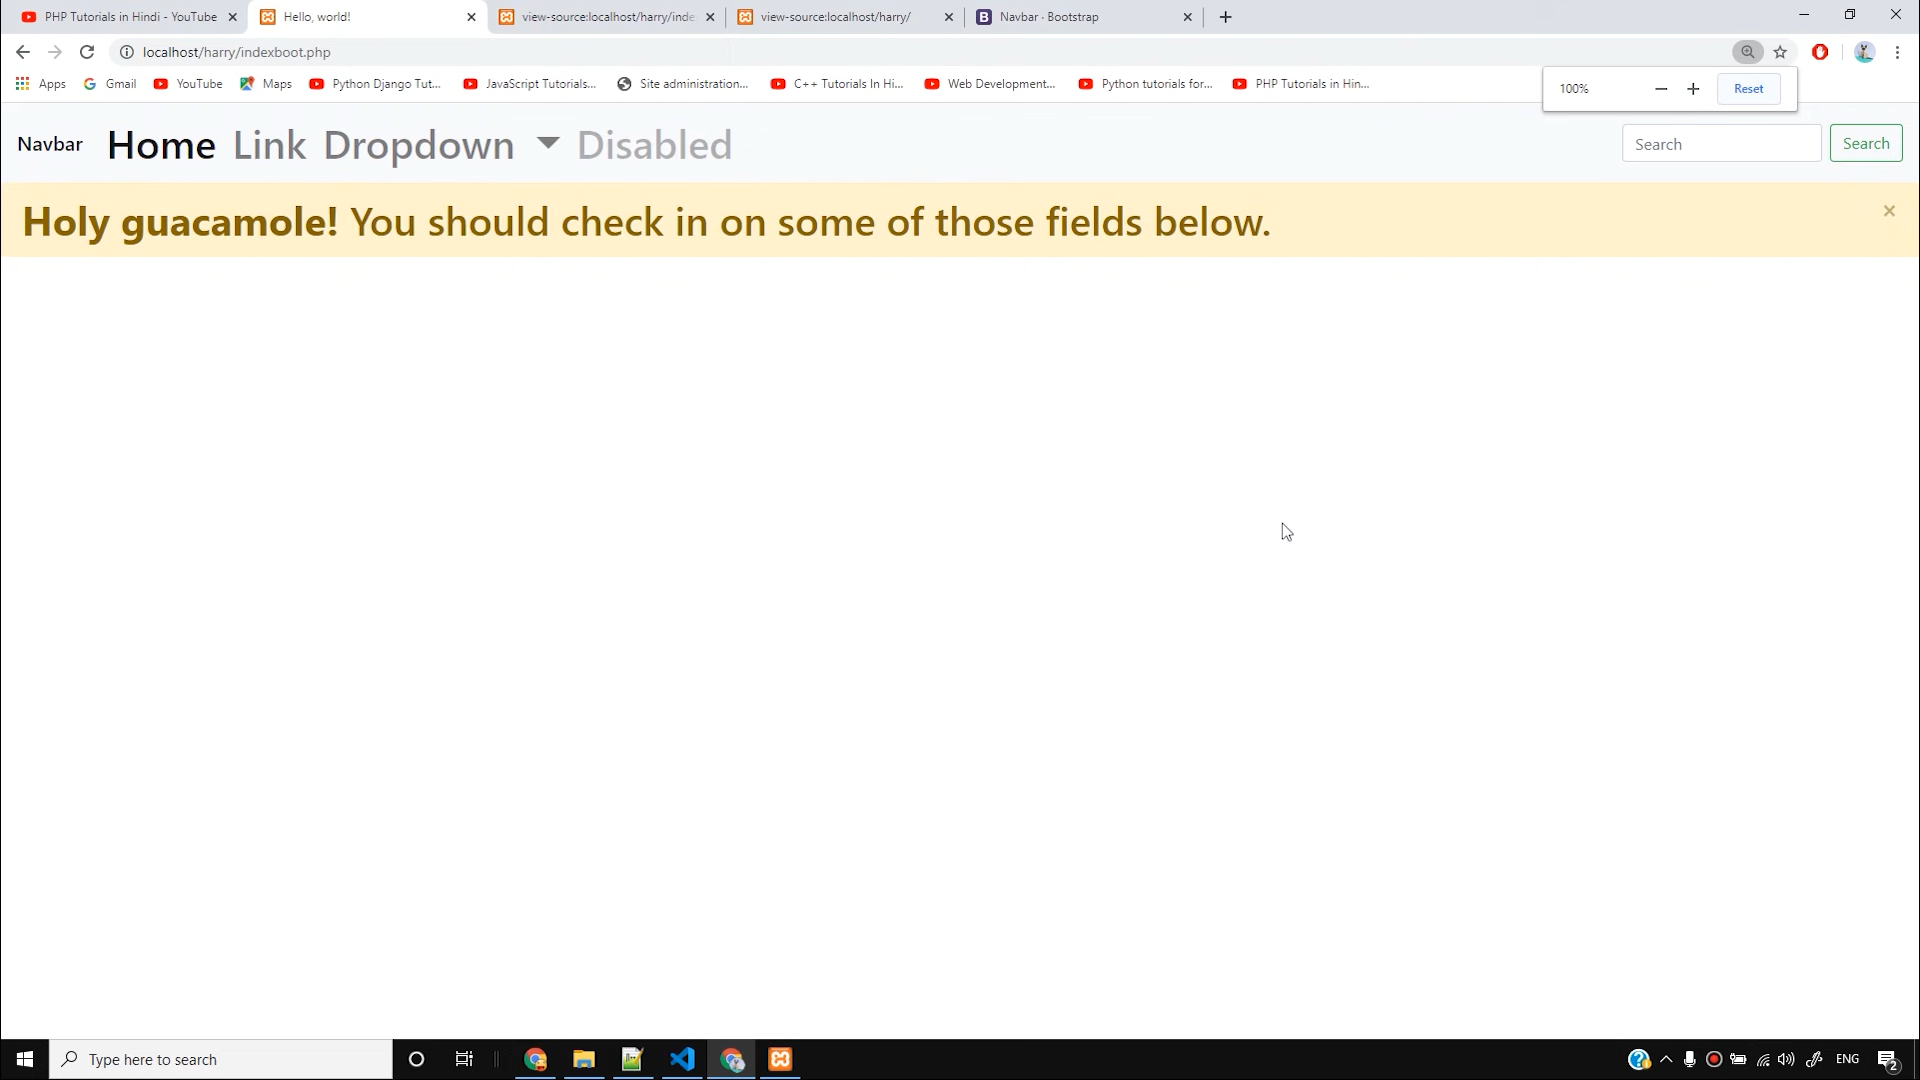 PHP Tutorials in Hindi - YouTube
Hello, world!
view-source:localhost/harry/inde
view-source:localhost/harry/
Navbar · Bootstrap
localhost/harry/indexboot.php
Apps
Gmail
YouTube
Maps
Python Django Tut...
JavaScript Tutorials...
Site administration...
C++ Tutorials In Hi...
Web Development...
Python tutorials for...
PHP Tutorials in Hin...
100%
Reset
Navbar
Home
Link
Dropdown
Disabled
Search
Search
Holy guacamole! You should check in on some of those fields below.
Type here to search
ENG
2